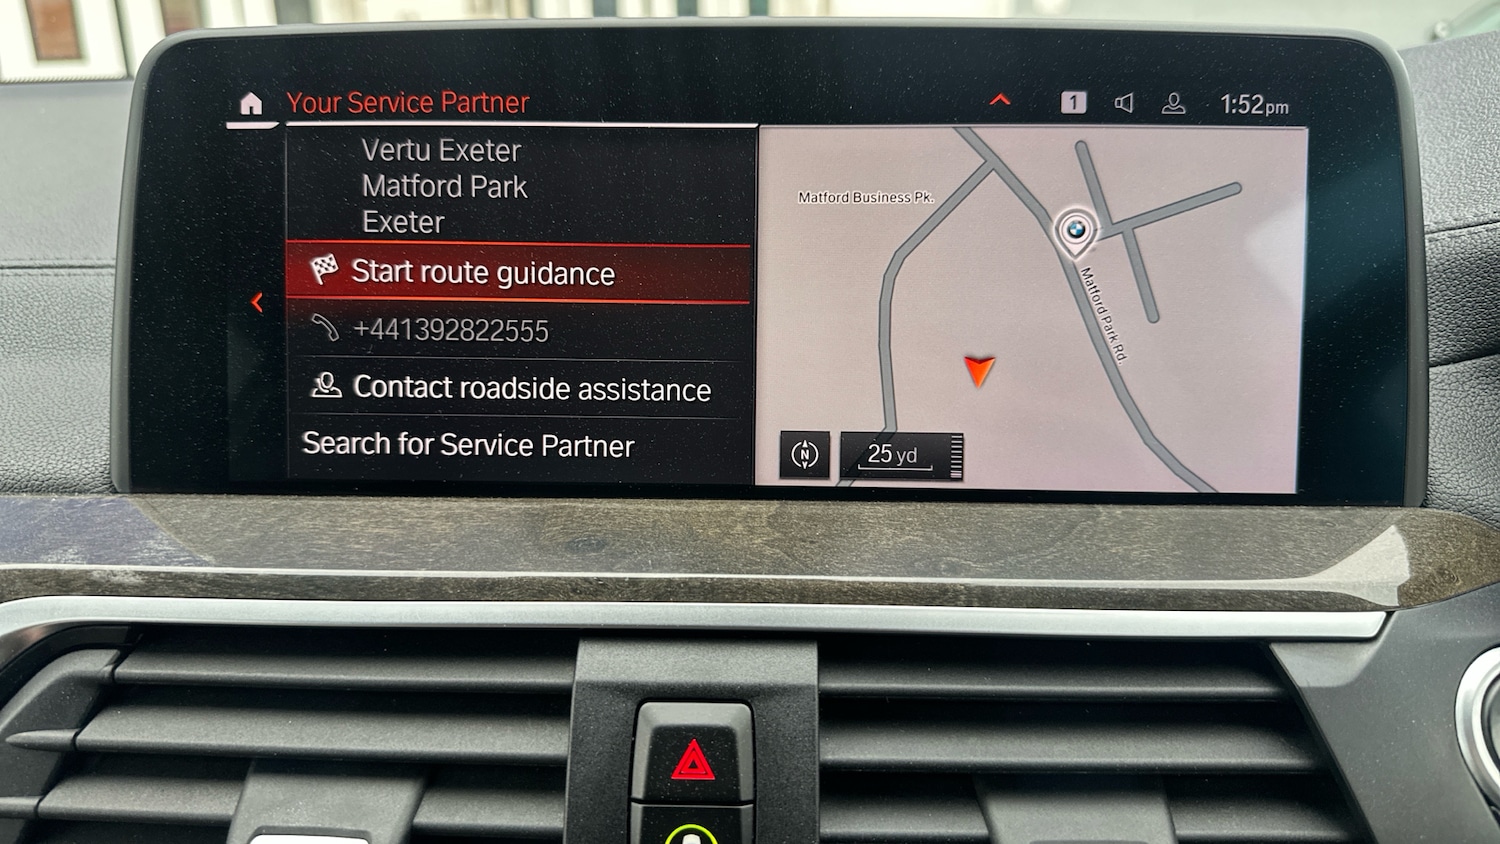 Your Service Partner
1
1:52pm
Vertu Exeter
Matford Park
Exeter
Start route guidance
+441392822555
Contact roadside assistance
Search for Service Partner
Matford Business Pk.
Matford Park Rd.
N
25 yd